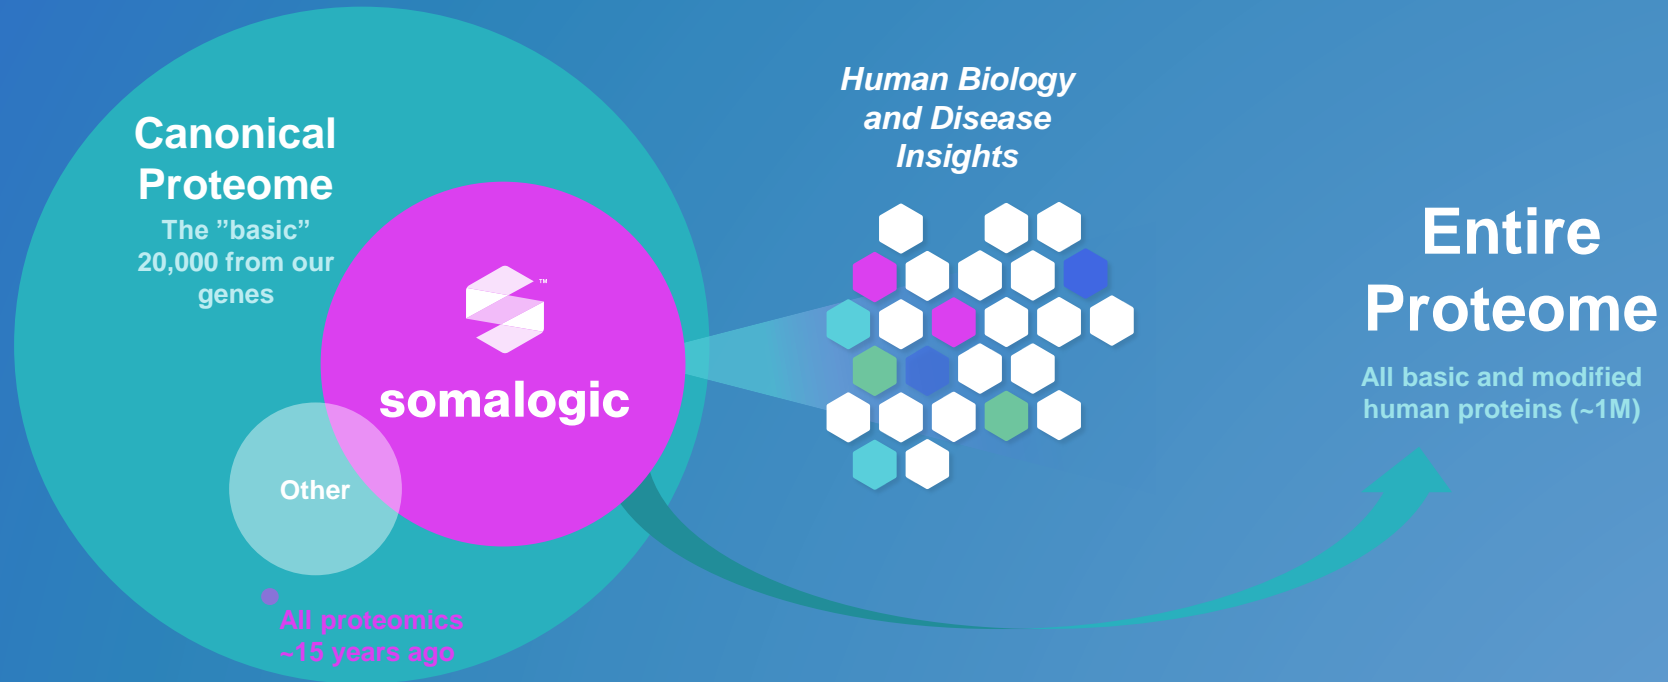 Canonical
Proteome
The ”basic”
20,000 from our
genes
somalogic
™
Other
All proteomics
~15 years ago
Human Biology
and Disease
Insights
Entire
Proteome
All basic and modified
human proteins (~1M)